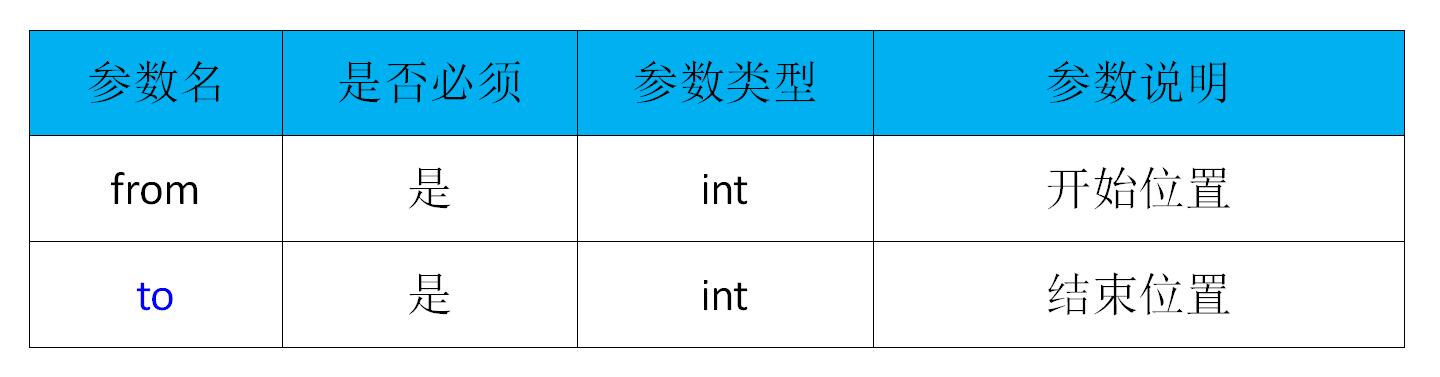 参数名 是否必须 参数类型 参数说明
from 是 int 开始位置
to 是 int 结束位置